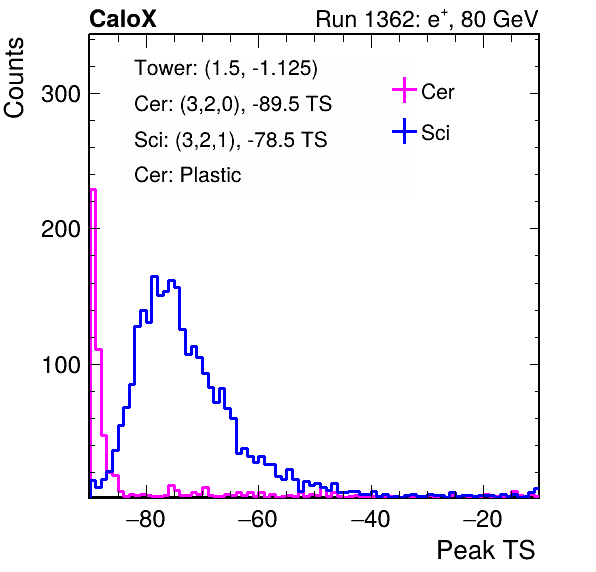 CaloX
Run 1362: e⁺, 80 GeV
Counts
Tower: (1.5, -1.125)
Cer: (3,2,0), -89.5 TS
Sci: (3,2,1), -78.5 TS
Cer: Plastic
Cer
Sci
300
200
100
−80 −60 −40 −20
Peak TS